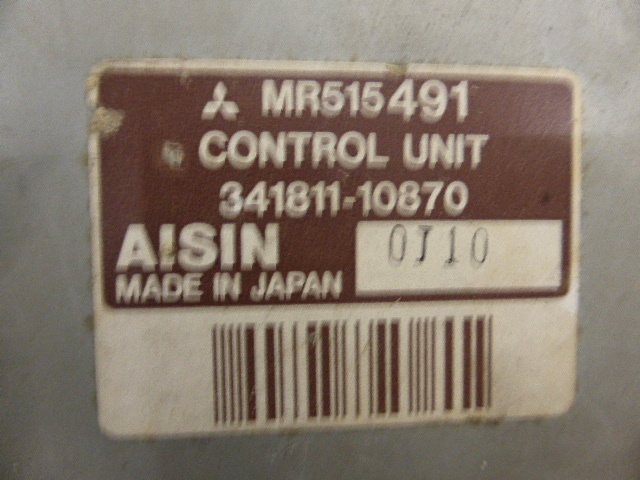 MR515491
CONTROL UNIT
341811-10870
AISIN
0J10
MADE IN JAPAN